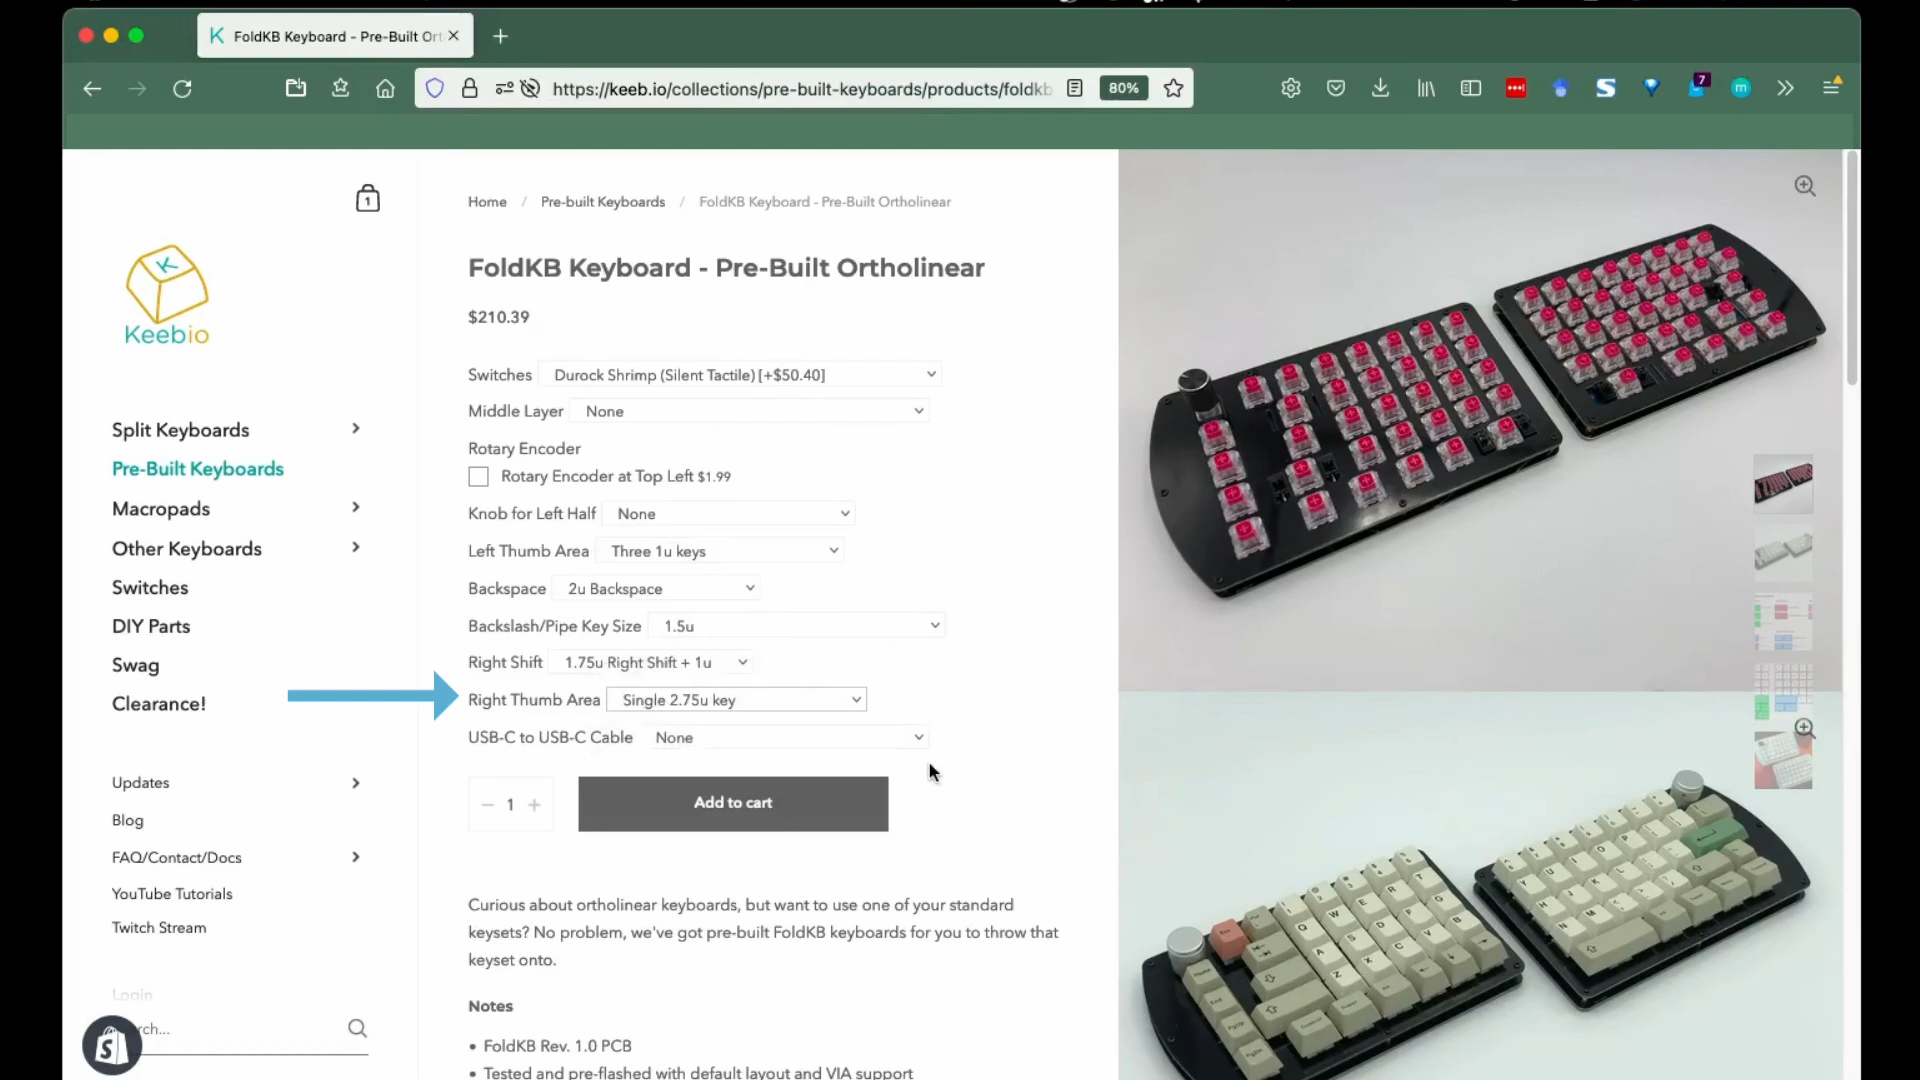 FoldKB Keyboard - Pre-Built Ort
https://keeb.io/collections/pre-built-keyboards/products/foldkb
80%
7
m
1
Home / Pre-built Keyboards / FoldKB Keyboard - Pre-Built Ortholinear
K
Keebio
FoldKB Keyboard - Pre-Built Ortholinear
$210.39
Switches Durock Shrimp (Silent Tactile) [+$50.40]
Middle Layer None
Rotary Encoder
Rotary Encoder at Top Left $1.99
Knob for Left Half None
Left Thumb Area Three 1u keys
Backspace 2u Backspace
Backslash/Pipe Key Size 1.5u
Right Shift 1.75u Right Shift + 1u
Right Thumb Area Single 2.75u key
USB-C to USB-C Cable None
1
Add to cart
Split Keyboards
Pre-Built Keyboards
Macropads
Other Keyboards
Switches
DIY Parts
Swag
Clearance!
Updates
Blog
FAQ/Contact/Docs
YouTube Tutorials
Twitch Stream
Login
rch...
Curious about ortholinear keyboards, but want to use one of your standard
keysets? No problem, we've got pre-built FoldKB keyboards for you to throw that
keyset onto.
Notes
• FoldKB Rev. 1.0 PCB
• Tested and pre-flashed with default layout and VIA support